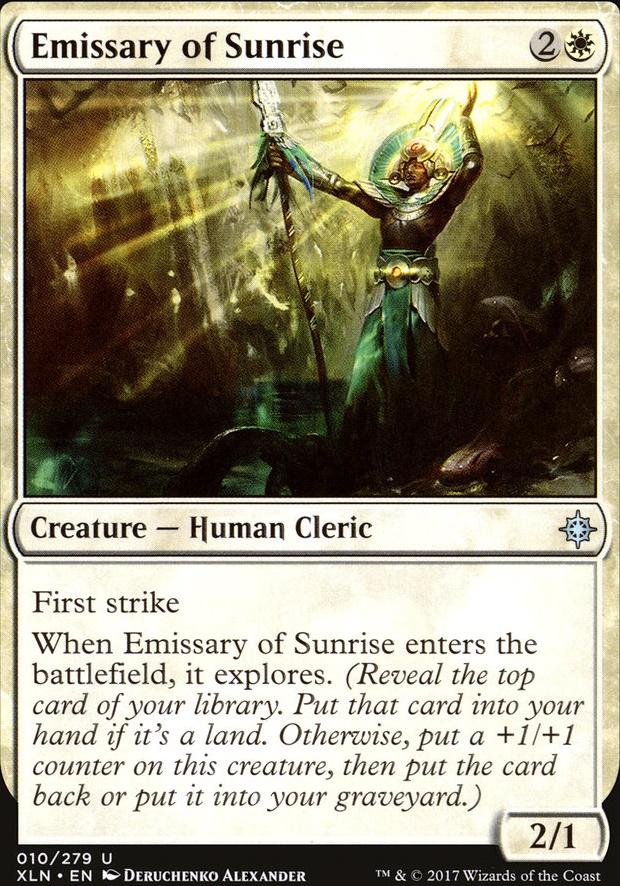 Emissary of Sunrise 2
Creature — Human Cleric
First strike
When Emissary of Sunrise enters the
battlefield, it explores. (Reveal the top
card of your library. Put that card into your
hand if it's a land. Otherwise, put a +1/+1
counter on this creature, then put the card
back or put it into your graveyard.)
2/1
010/279 U
XLN • EN Deruchenko Alexander
™ & © 2017 Wizards of the Coast